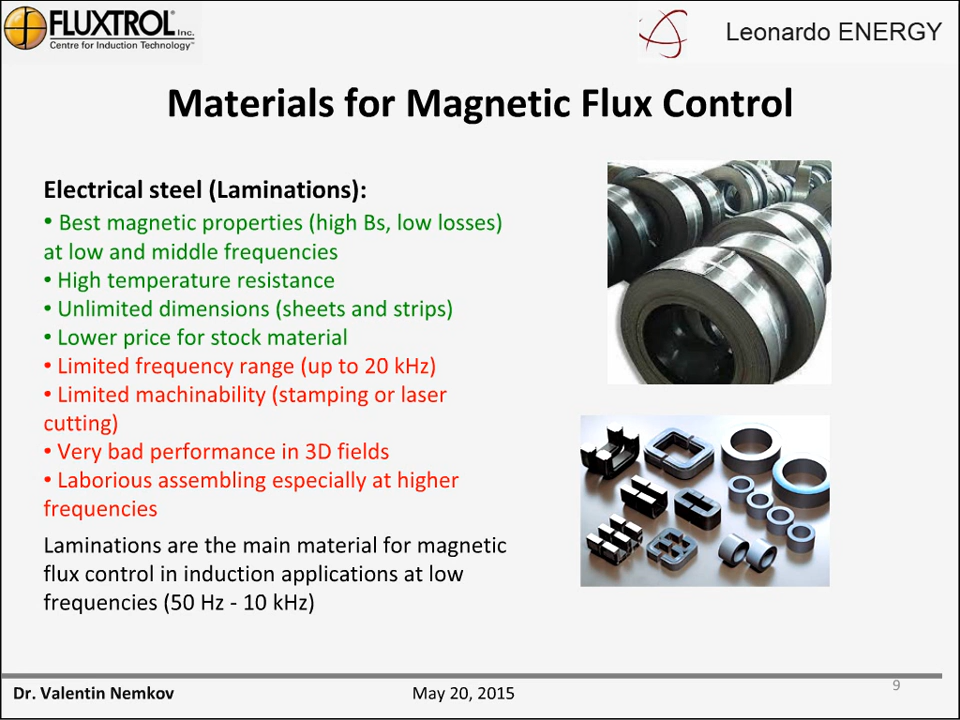 FLUXTROL Inc.
Centre for Induction Technology™
Leonardo ENERGY
Materials for Magnetic Flux Control
Electrical steel (Laminations):
• Best magnetic properties (high Bs, low losses)
at low and middle frequencies
• High temperature resistance
• Unlimited dimensions (sheets and strips)
• Lower price for stock material
• Limited frequency range (up to 20 kHz)
• Limited machinability (stamping or laser
cutting)
• Very bad performance in 3D fields
• Laborious assembling especially at higher
frequencies
Laminations are the main material for magnetic
flux control in induction applications at low
frequencies (50 Hz - 10 kHz)
Dr. Valentin Nemkov
May 20, 2015
9